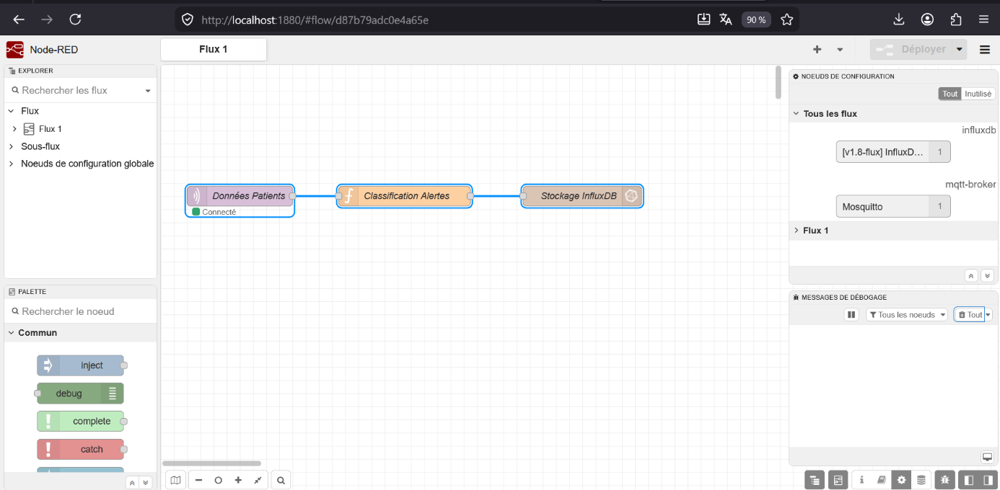 http://localhost:1880/#flow/d87b79adc0e4a65e
90 %
Node-RED
Flux 1
Déployer
EXPLORER
Rechercher les flux
Flux
Flux 1
Sous-flux
Noeuds de configuration globale
PALETTE
Rechercher le noeud
Commun
inject
debug
complete
catch
Données Patients
Connecté
Classification Alertes
Stockage InfluxDB
NOEUDS DE CONFIGURATION
Tout
Inutilisé
Tous les flux
influxdb
[v1.8-flux] InfluxD... 1
mqtt-broker
Mosquitto 1
Flux 1
MESSAGES DE DÉBOGAGE
Tous les noeuds
Tout